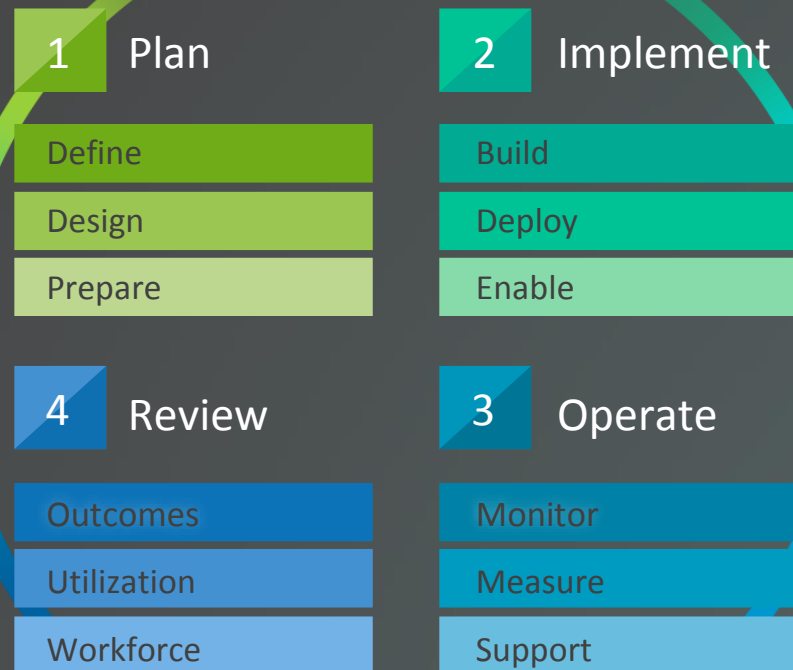 1 Plan
Define
Design
Prepare
2 Implement
Build
Deploy
Enable
4 Review
Outcomes
Utilization
Workforce
3 Operate
Monitor
Measure
Support